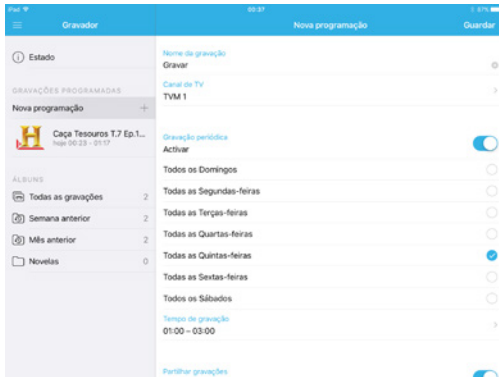 iPad
03:37
87%
Gravador
Nova programação
Guardar
Estado
GRAVAÇÕES PROGRAMADAS
Nova programação
H
Caça Tesouros T.7 Ep.1...
hoje 00:23 - 01:17
ÁLBUNS
Todas as gravações 2
Semana anterior 2
Mês anterior 2
Novelas 0
Nome da gravação
Gravar
Canal de TV
TVM 1
Gravação periódica
Activar
Todos os Domingos
Todas as Segundas-feiras
Todas as Terças-feiras
Todas as Quartas-feiras
Todas as Quintas-feiras
Todas as Sextas-feiras
Todos os Sábados
Tempo de gravação
01:00 – 03:00
Partilhar gravações